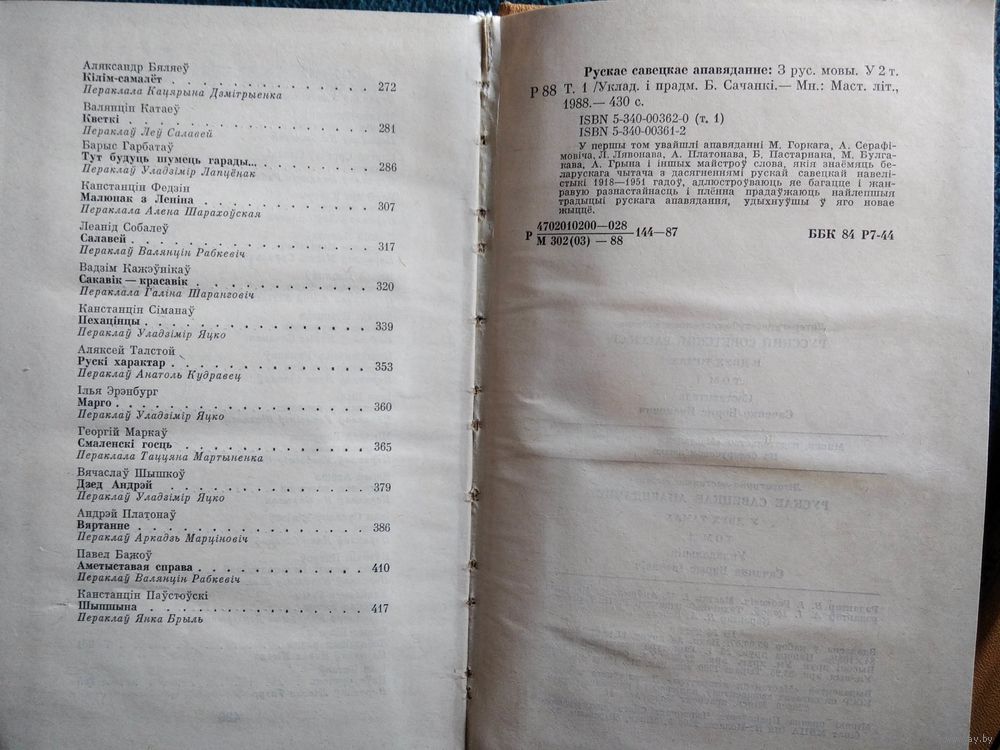 Аляксандр Бяляеў
Кілім-самалёт . . . . . . . . . . . . . . 272
Пераклала Кацярына Дзмітрыенка
Валянцін Катаеў
Кветкі . . . . . . . . . . . . . . . . 281
Пераклаў Леў Салавей
Барыс Гарбатаў
Тут будуць шумець гарады... . . . . . . . . . 286
Пераклаў Уладзімір Лапцёнак
Канстанцін Федзін
Малюнак з Леніна . . . . . . . . . . . . . 307
Пераклала Алена Шарахоўская
Леанід Собалеў
Салавей . . . . . . . . . . . . . . . . 317
Пераклаў Валянцін Рабкевіч
Вадзім Кажэўнікаў
Сакавік — красавік . . . . . . . . . . . . 320
Пераклала Галіна Шаранговіч
Канстанцін Сіманаў
Пехацінцы . . . . . . . . . . . . . . . 339
Пераклаў Уладзімір Яцко
Аляксей Талстой
Рускі характар . . . . . . . . . . . . . . 353
Пераклаў Анатоль Кудравец
Ілья Эрэнбург
Марго . . . . . . . . . . . . . . . . . 360
Пераклаў Уладзімір Яцко
Георгій Маркаў
Смаленскі госць . . . . . . . . . . . . . 365
Пераклала Таццяна Мартыненка
Вячаслаў Шышкоў
Дзед Андрэй . . . . . . . . . . . . . . . 379
Пераклаў Уладзімір Яцко
Андрэй Платонаў
Вяртанне . . . . . . . . . . . . . . . . 386
Пераклаў Аркадзь Марціновіч
Павел Бажоў
Аметыставая справа . . . . . . . . . . . . 410
Пераклаў Валянцін Рабкевіч
Канстанцін Паўстоўскі
Шыпшына . . . . . . . . . . . . . . . . 417
Пераклаў Янка Брыль
Рускае савецкае апавяданне: З рус. мовы. У 2 т.
Р 88 Т. 1 /Уклад. і прадм. Б. Сачанкі.— Мн.: Маст. літ.,
1988.— 430 с.
ISBN 5-340-00362-0 (т. 1)
ISBN 5-340-00361-2
У першы том увайшлі апавяданні М. Горкага, А. Серафі-
мовіча, Л. Лявонава, А. Платонава, Б. Пастарнака, М. Булга-
кава, А. Грына і іншых майстроў слова, якія знаёмяць бе-
ларускага чытача з дасягненнямі рускай савецкай навелі-
стыкі 1918—1951 гадоў, адлюстроўваюць яе багацце і жан-
равую разнастайнасць і плённа прадаўжаюць найлепшыя
традыцыі рускага апавядання, удыхнуўшы ў яго новае
жыццё.
Р 4702010200—028
М 302(03) — 88 144—87 ББК 84 Р7-44